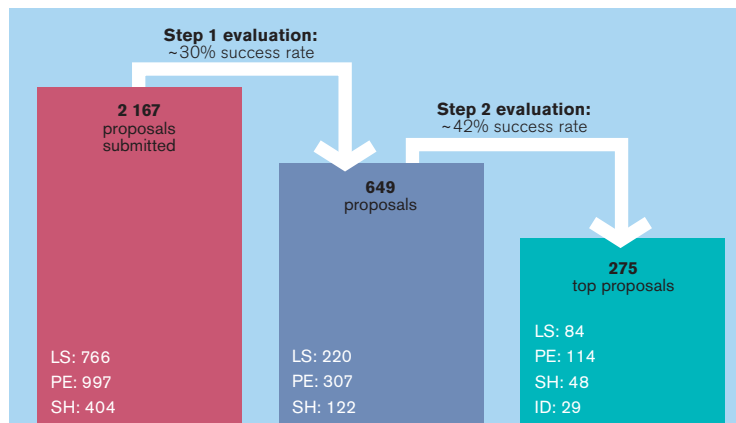 Step 1 evaluation:
~30% success rate
2 167
proposals
submitted
LS: 766
PE: 997
SH: 404
649
proposals
LS: 220
PE: 307
SH: 122
Step 2 evaluation:
~42% success rate
275
top proposals
LS: 84
PE: 114
SH: 48
ID: 29